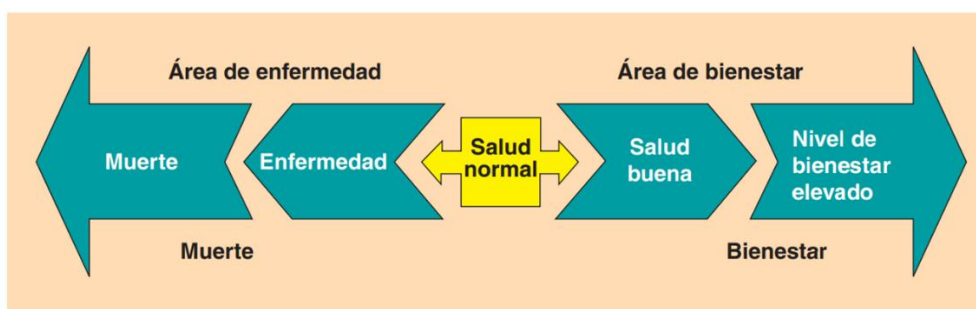 Área de enfermedad
Área de bienestar
Muerte
Enfermedad
Salud
normal
Salud
buena
Nivel de
bienestar
elevado
Muerte
Bienestar